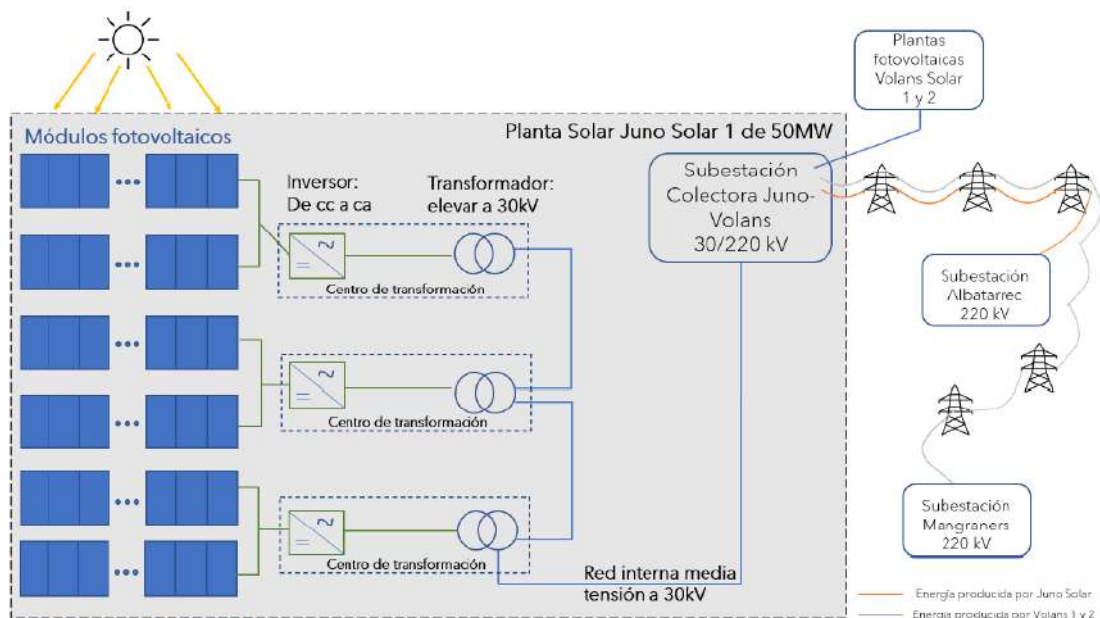 Plantas
fotovoltaicas
Volans Solar
1 y 2
Módulos fotovoltaicos
Planta Solar Juno Solar 1 de 50MW
Inversor:
De cc a ca
Transformador:
elevar a 30kV
Subestación
Colectora Juno-
Volans
30/220 kV
Centro de transformación
Subestación
Albatarrec
220 kV
Centro de transformación
Subestación
Mangraners
220 kV
Centro de transformación
Red interna media
tensión a 30kV
Energía producida por Juno Solar
Energía producida por Volans 1 y 2